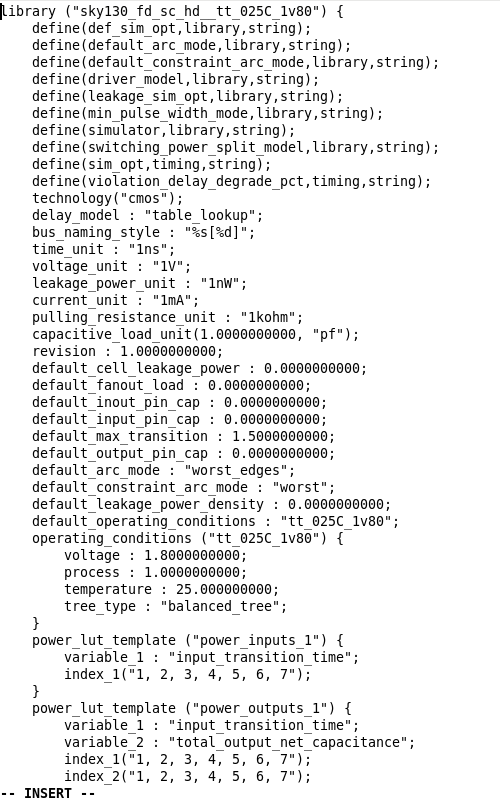 library ("sky130_fd_sc_hd__tt_025C_1v80") {
    define(def_sim_opt,library,string);
    define(default_arc_mode,library,string);
    define(default_constraint_arc_mode,library,string);
    define(driver_model,library,string);
    define(leakage_sim_opt,library,string);
    define(min_pulse_width_mode,library,string);
    define(simulator,library,string);
    define(switching_power_split_model,library,string);
    define(sim_opt,timing,string);
    define(violation_delay_degrade_pct,timing,string);
    technology("cmos");
    delay_model : "table_lookup";
    bus_naming_style : "%s[%d]";
    time_unit : "1ns";
    voltage_unit : "1V";
    leakage_power_unit : "1nW";
    current_unit : "1mA";
    pulling_resistance_unit : "1kohm";
    capacitive_load_unit(1.0000000000, "pf");
    revision : 1.0000000000;
    default_cell_leakage_power : 0.0000000000;
    default_fanout_load : 0.0000000000;
    default_inout_pin_cap : 0.0000000000;
    default_input_pin_cap : 0.0000000000;
    default_max_transition : 1.5000000000;
    default_output_pin_cap : 0.0000000000;
    default_arc_mode : "worst_edges";
    default_constraint_arc_mode : "worst";
    default_leakage_power_density : 0.0000000000;
    default_operating_conditions : "tt_025C_1v80";
    operating_conditions ("tt_025C_1v80") {
        voltage : 1.8000000000;
        process : 1.0000000000;
        temperature : 25.000000000;
        tree_type : "balanced_tree";
    }
    power_lut_template ("power_inputs_1") {
        variable_1 : "input_transition_time";
        index_1("1, 2, 3, 4, 5, 6, 7");
    }
    power_lut_template ("power_outputs_1") {
        variable_1 : "input_transition_time";
        variable_2 : "total_output_net_capacitance";
        index_1("1, 2, 3, 4, 5, 6, 7");
        index_2("1, 2, 3, 4, 5, 6, 7");
-- INSERT --